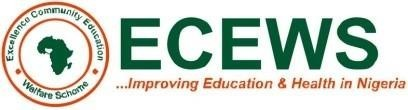 Excellence Community Education
Welfare Scheme
ECEWS
...Improving Education & Health in Nigeria